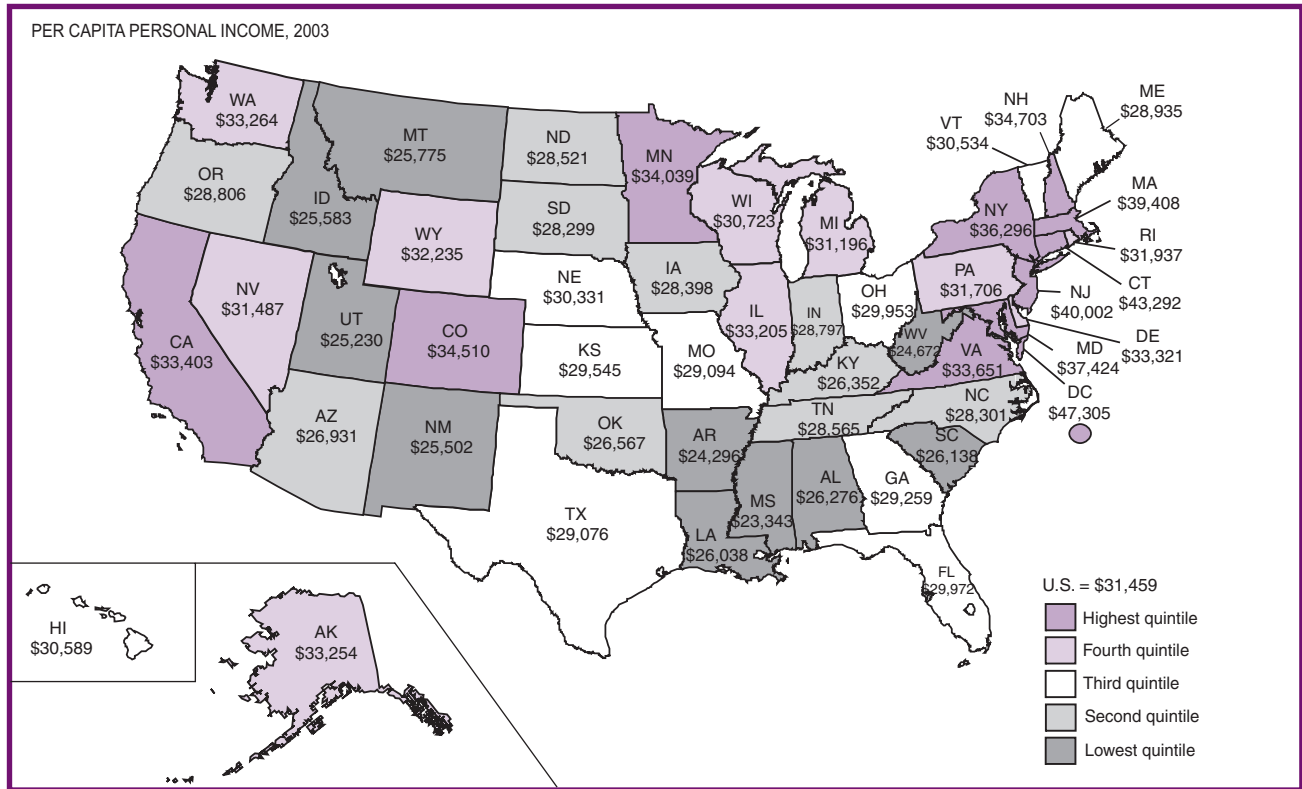 PER CAPITA PERSONAL INCOME, 2003
WA
$33,264
OR
$28,806
CA
$33,403
NV
$31,487
ID
$25,583
MT
$25,775
WY
$32,235
UT
$25,230
CO
$34,510
AZ
$26,931
NM
$25,502
ND
$28,521
SD
$28,299
NE
$30,331
KS
$29,545
OK
$26,567
TX
$29,076
MN
$34,039
IA
$28,398
MO
$29,094
AR
$24,296
LA
$26,038
WI
$30,723
IL
$33,205
MI
$31,196
IN
$28,797
OH
$29,953
KY
$26,352
TN
$28,565
MS
$23,343
AL
$26,276
GA
$29,259
FL
$29,972
SC
$26,138
NC
$28,301
VA
$33,651
WV
$24,672
PA
$31,706
NY
$36,296
VT
$30,534
NH
$34,703
ME
$28,935
MA
$39,408
RI
$31,937
CT
$43,292
NJ
$40,002
DE
$33,321
MD
$37,424
DC
$47,305
HI
$30,589
AK
$33,254
U.S. = $31,459
Highest quintile
Fourth quintile
Third quintile
Second quintile
Lowest quintile